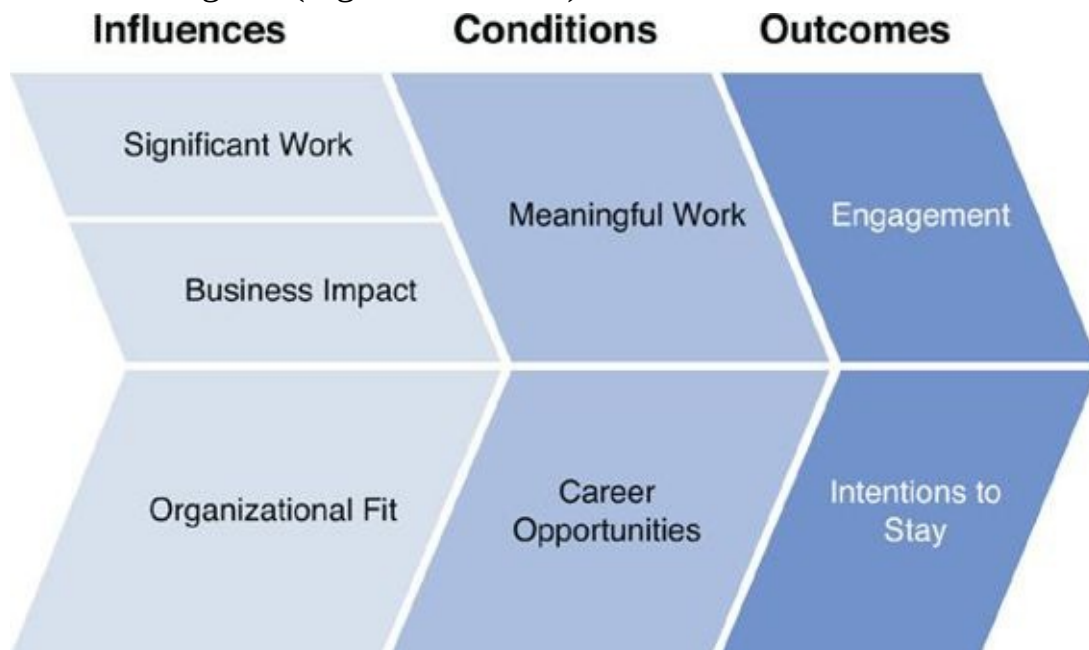 Influences
Conditions
Outcomes
Significant Work
Business Impact
Meaningful Work
Engagement
Organizational Fit
Career
Opportunities
Intentions to
Stay